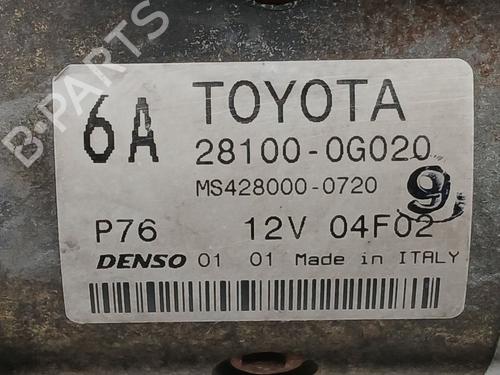 B-PARTS
6A TOYOTA
28100-0G020
MS428000-0720
9
P76 12V 04F02
DENSO 01 01 Made in ITALY